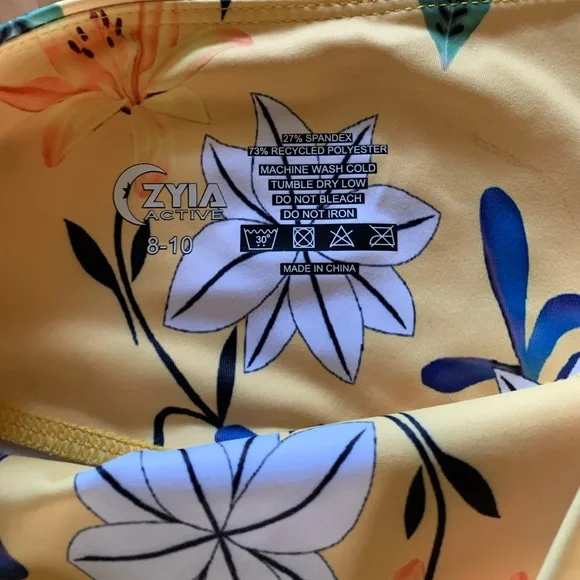 27% SPANDEX
73% RECYCLED POLYESTER
MACHINE WASH COLD
TUMBLE DRY LOW
DO NOT BLEACH
DO NOT IRON
ZYIA
ACTIVE
8-10
30°
MADE IN CHINA